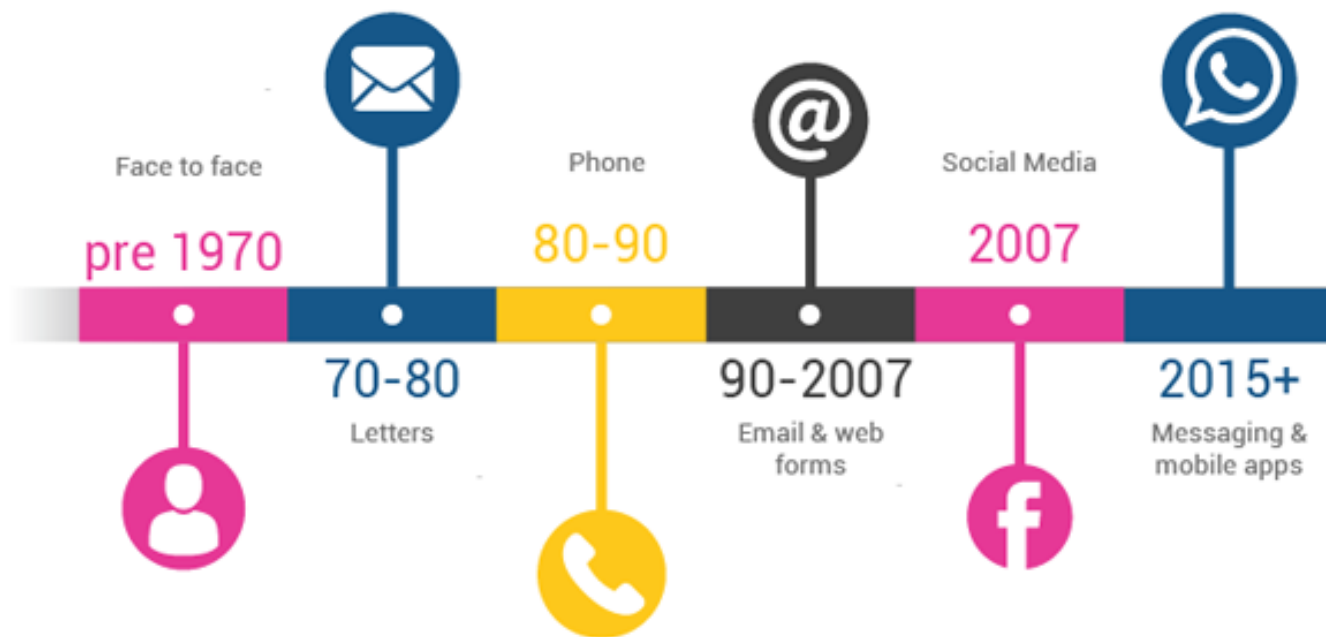 Face to face
pre 1970
70-80
Letters
Phone
80-90
@
90-2007
Email & web
forms
Social Media
2007
f
2015+
Messaging &
mobile apps